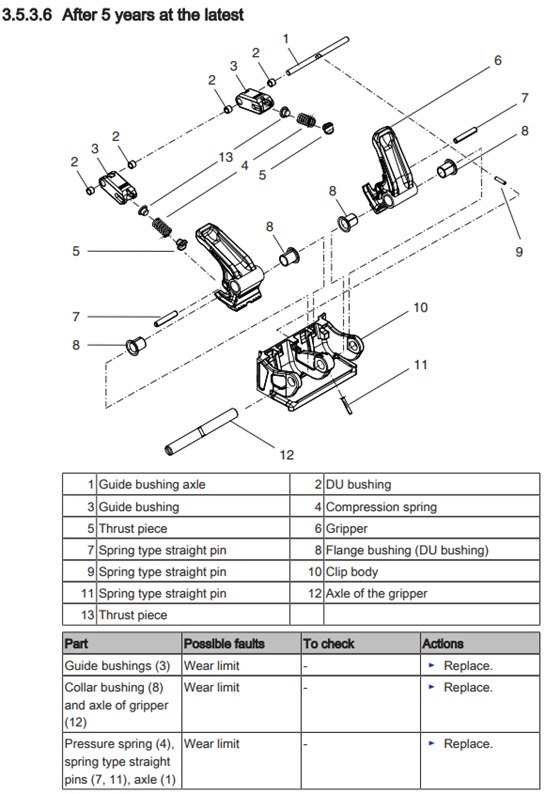 3.5.3.6 After 5 years at the latest
1
2
3
2
6
7
8
13
4
5
2
3
2
8
8
9
5
7
8
10
11
12
1 Guide bushing axle 2 DU bushing
3 Guide bushing 4 Compression spring
5 Thrust piece 6 Gripper
7 Spring type straight pin 8 Flange bushing (DU bushing)
9 Spring type straight pin 10 Clip body
11 Spring type straight pin 12 Axle of the gripper
13 Thrust piece
Part Possible faults To check Actions
Guide bushings (3) Wear limit - ► Replace.
Collar bushing (8) Wear limit - ► Replace.
and axle of gripper
(12)
Pressure spring (4), Wear limit - ► Replace.
spring type straight
pins (7, 11), axle (1)